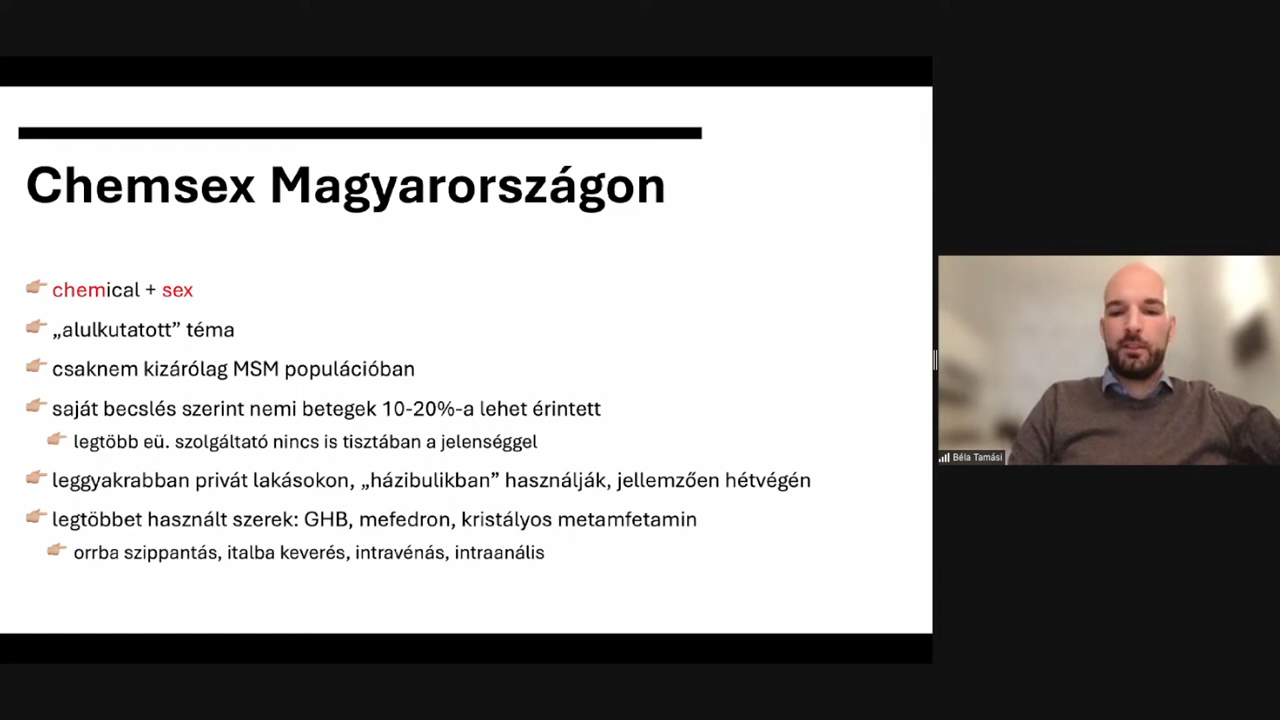 Chemsex Magyarországon
chemical + sex
„alulkutatott” téma
csaknem kizárólag MSM populációban
saját becslés szerint nemi betegek 10-20%-a lehet érintett
legtöbb eü. szolgáltató nincs is tisztában a jelenséggel
leggyakrabban privát lakásokon, „házibulikban” használják, jellemzően hétvégén
legtöbbet használt szerek: GHB, mefedron, kristályos metamfetamin
orrba szippantás, italba keverés, intravénás, intraanális
Béla Tamási